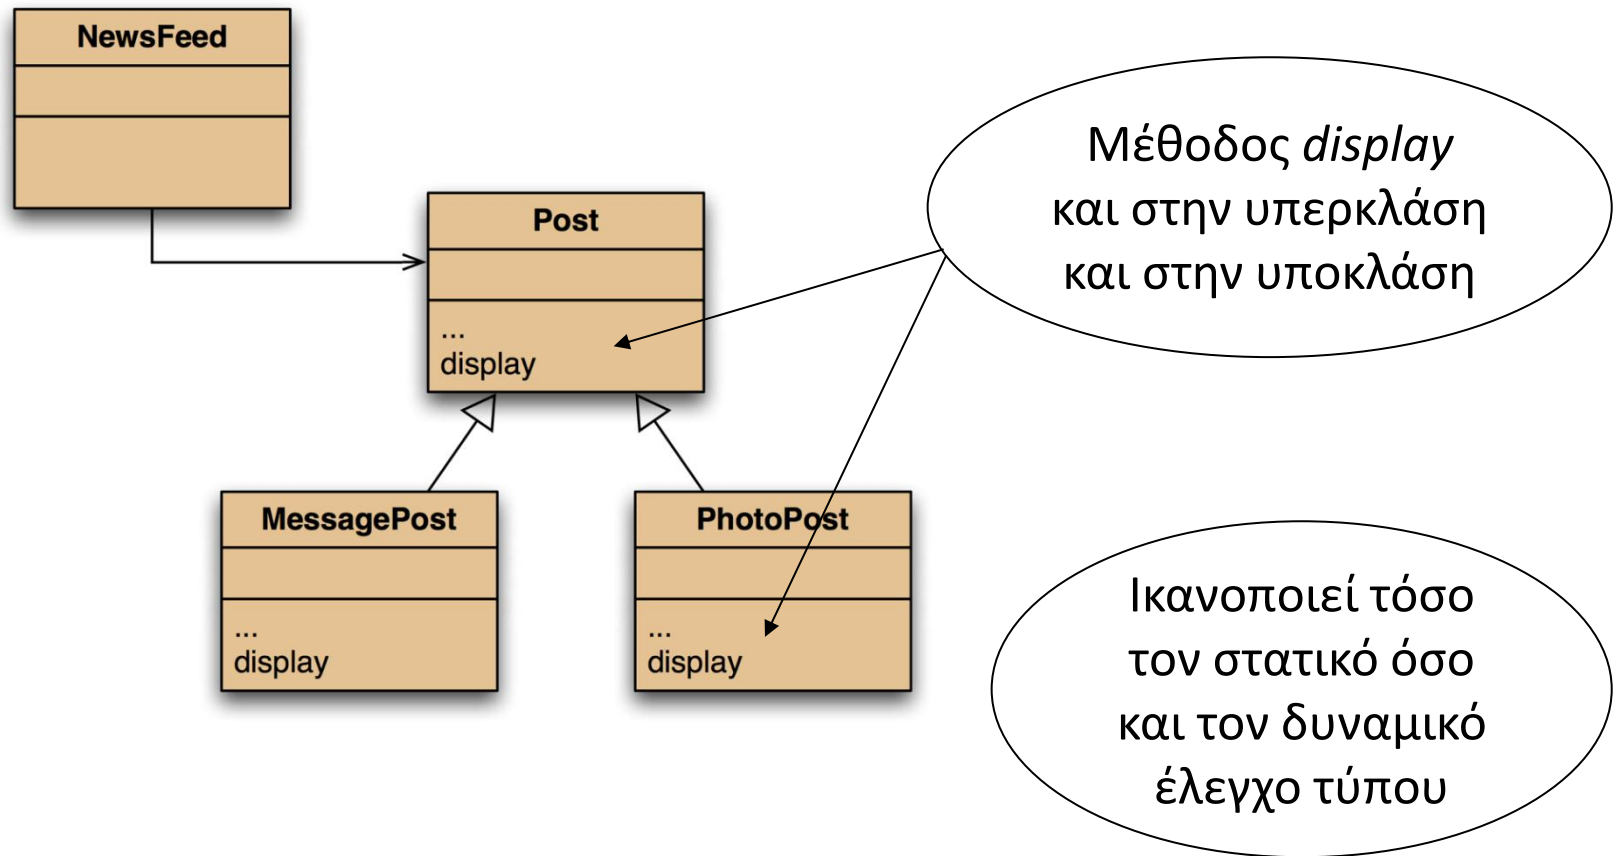 NewsFeed
Post
...
display
MessagePost
...
display
PhotoPost
...
display
Μέθοδος display
και στην υπερκλάση
και στην υποκλάση
Ικανοποιεί τόσο
τον στατικό όσο
και τον δυναμικό
έλεγχο τύπου